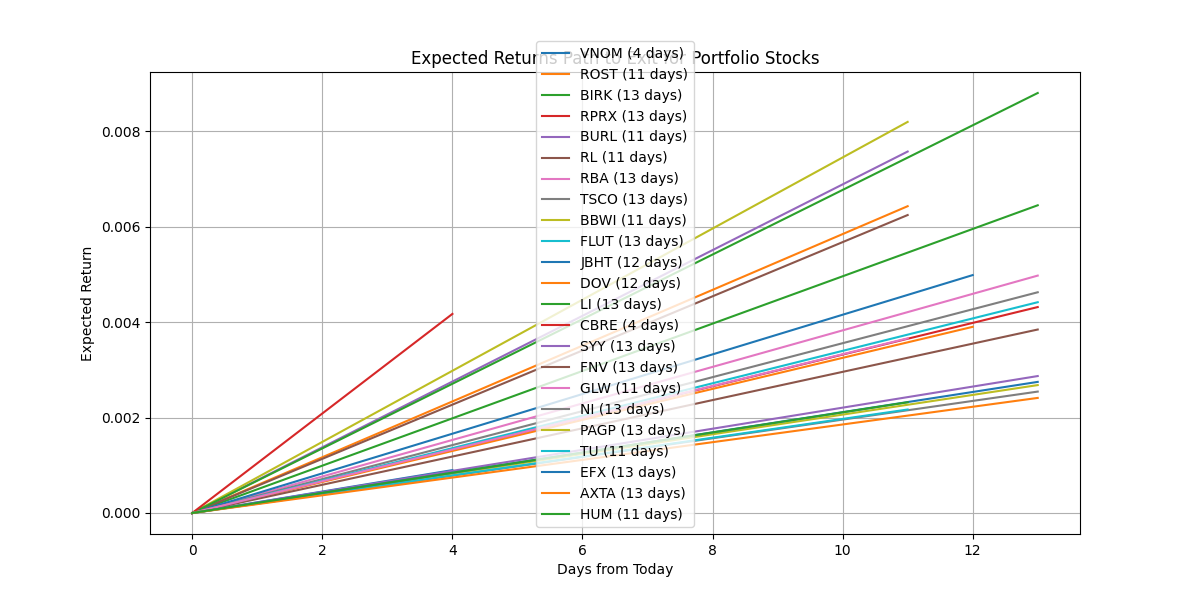 Expected Returns Path to Exit for Portfolio Stocks
VNOM (4 days)
ROST (11 days)
BIRK (13 days)
RPRX (13 days)
BURL (11 days)
RL (11 days)
RBA (13 days)
TSCO (13 days)
BBWI (11 days)
FLUT (13 days)
JBHT (12 days)
DOV (12 days)
LI (13 days)
CBRE (4 days)
SYY (13 days)
FNV (13 days)
GLW (11 days)
NI (13 days)
PAGP (13 days)
TU (11 days)
EFX (13 days)
AXTA (13 days)
HUM (11 days)
Expected Return
0.008
0.006
0.004
0.002
0.000
0 2 4 6 8 10 12
Days from Today